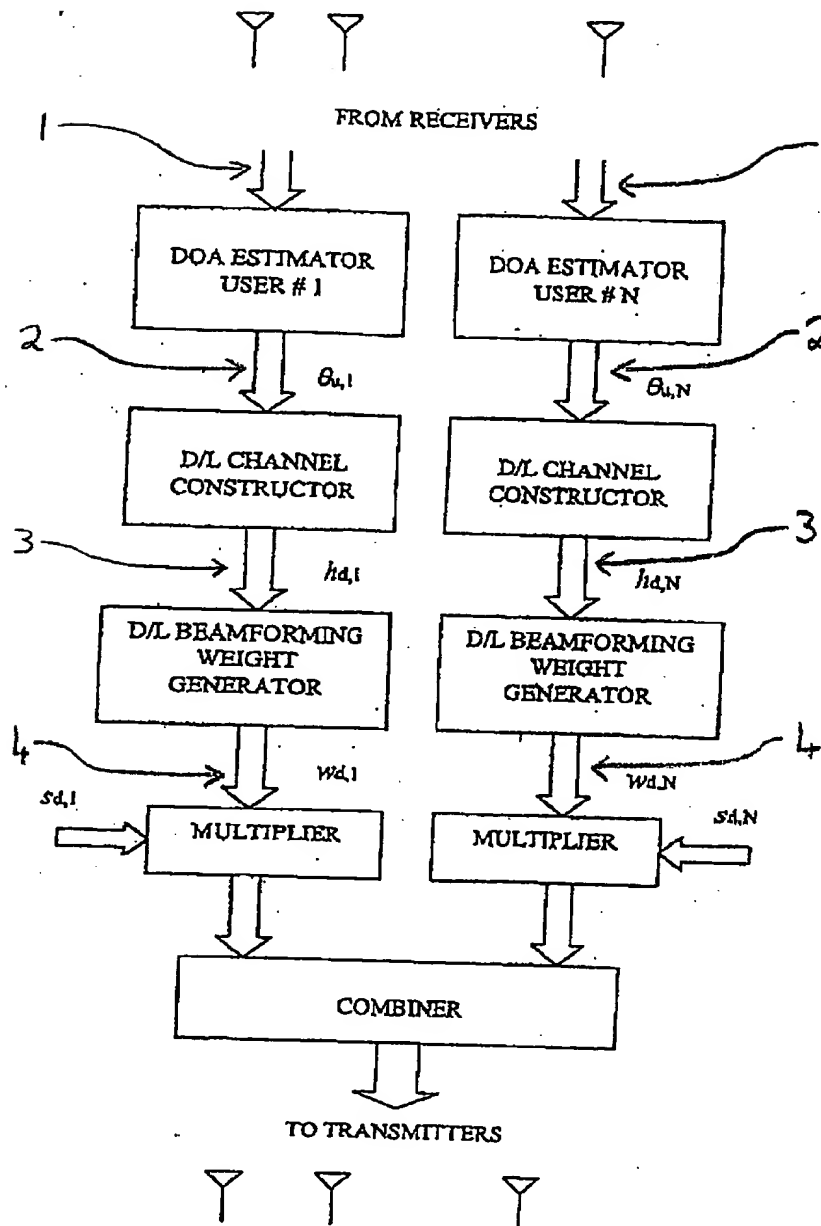 FROM RECEIVERS
1
DOA ESTIMATOR
USER # 1
DOA ESTIMATOR
USER # N
2
θu,1
θu,N
2
D/L CHANNEL
CONSTRUCTOR
D/L CHANNEL
CONSTRUCTOR
3
hd,1
hd,N
3
D/L BEAMFORMING
WEIGHT
GENERATOR
D/L BEAMFORMING
WEIGHT
GENERATOR
4
wd,1
wd,N
4
sd,1
MULTIPLIER
MULTIPLIER
sd,N
COMBINER
TO TRANSMITTERS